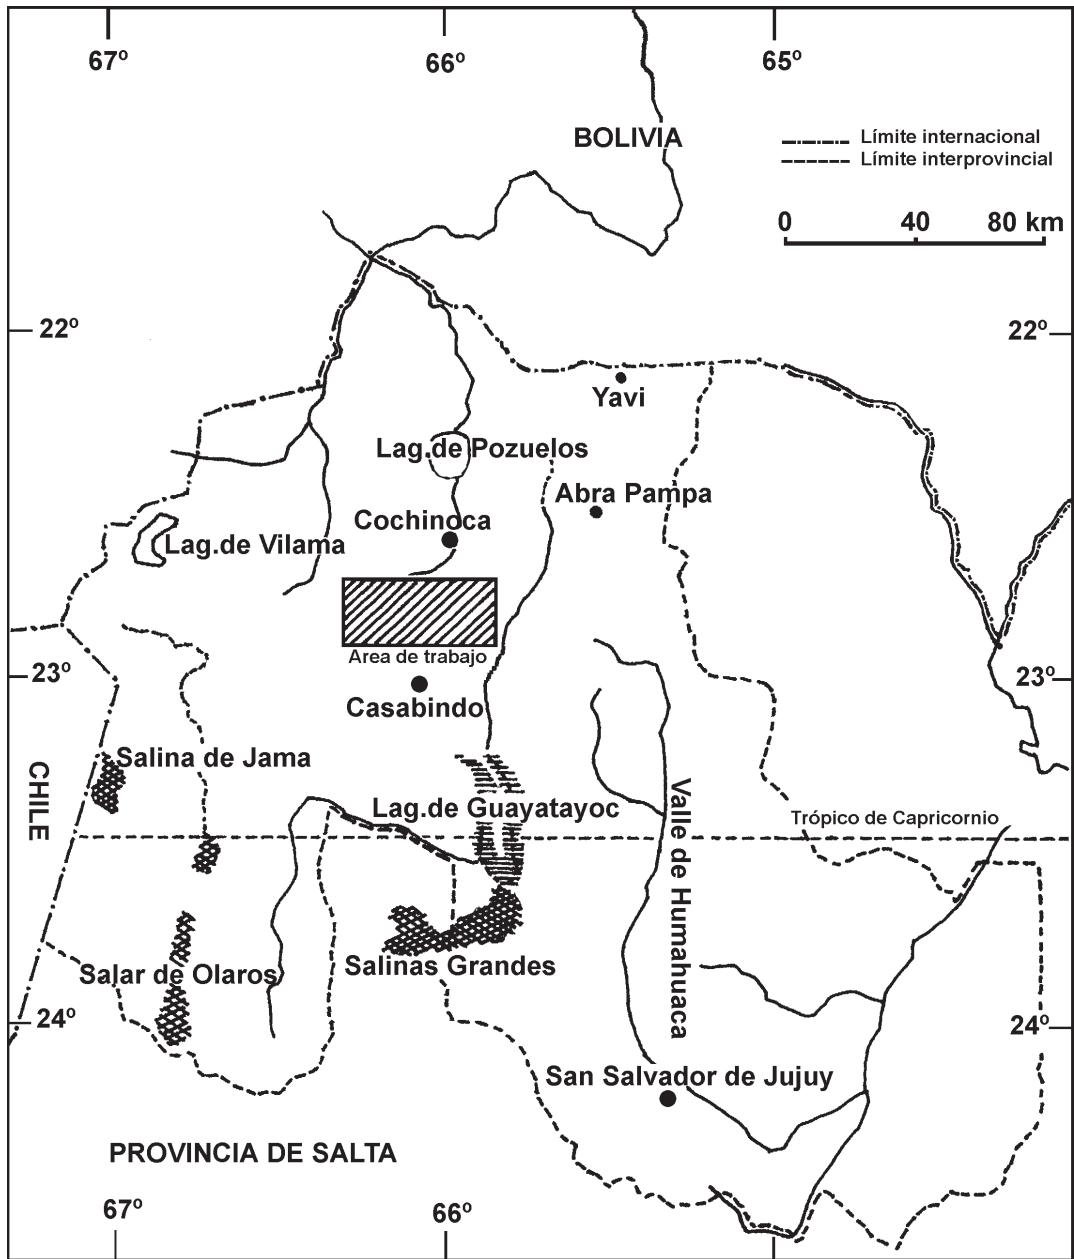 67º
66º
65º
BOLIVIA
Límite internacional
Límite interprovincial
0 40 80 km
22º
22º
Yavi
Lag.de Pozuelos
Abra Pampa
Cochinoca
Lag.de Vilama
Area de trabajo
23º
23º
Casabindo
Salina de Jama
CHILE
Lag.de Guayatayoc
Valle de Humahuaca
Trópico de Capricornio
Salar de Olaros
Salinas Grandes
24º
24º
San Salvador de Jujuy
PROVINCIA DE SALTA
67º
66º